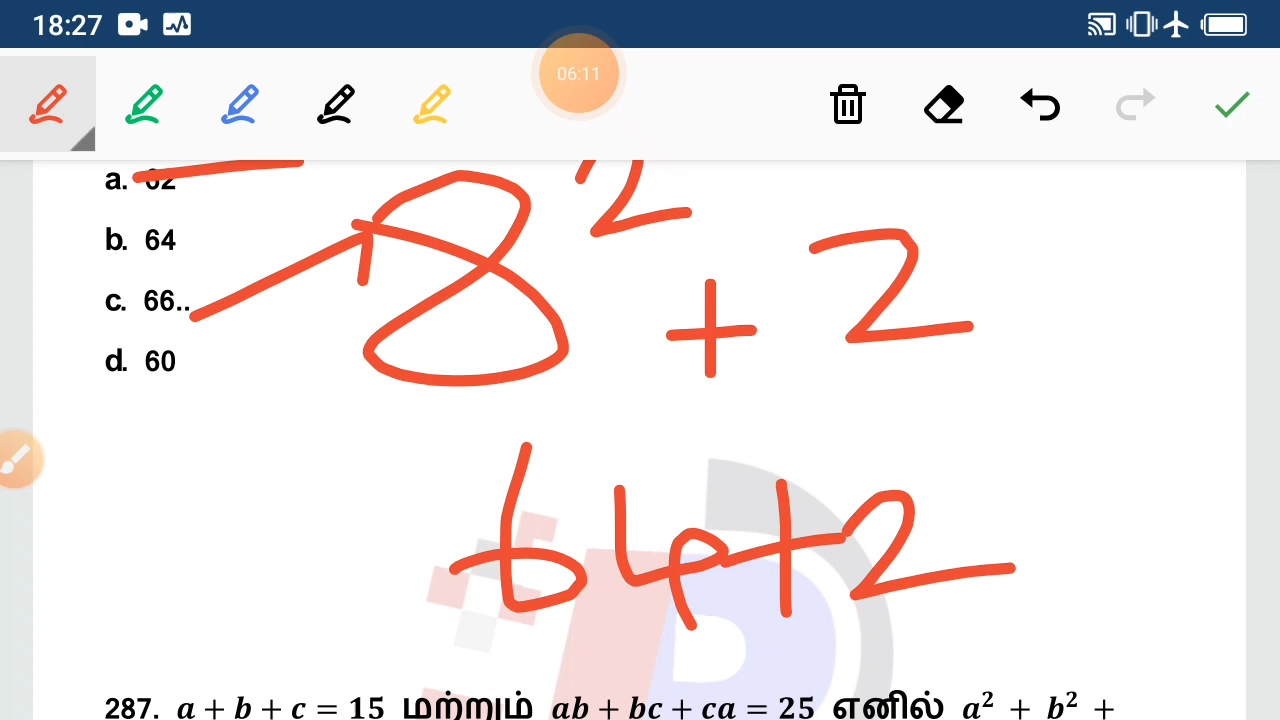 18:27
06:11
a. 62
8² + 2
b. 64
c. 66..
d. 60
64+2
287. a + b + c = 15 மற்றும் ab + bc + ca = 25 எனில் a² + b² +